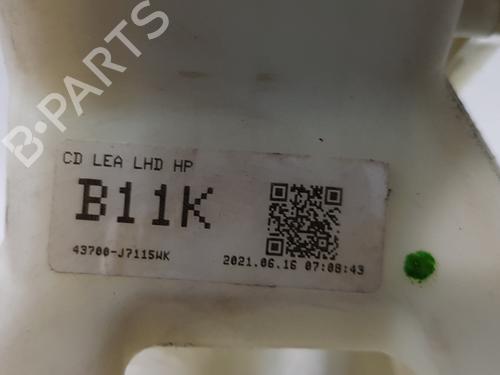 B-PARTS
CD LEA LHD HP
B11K
43700-J7115WK
2021.06.16 07:08:43